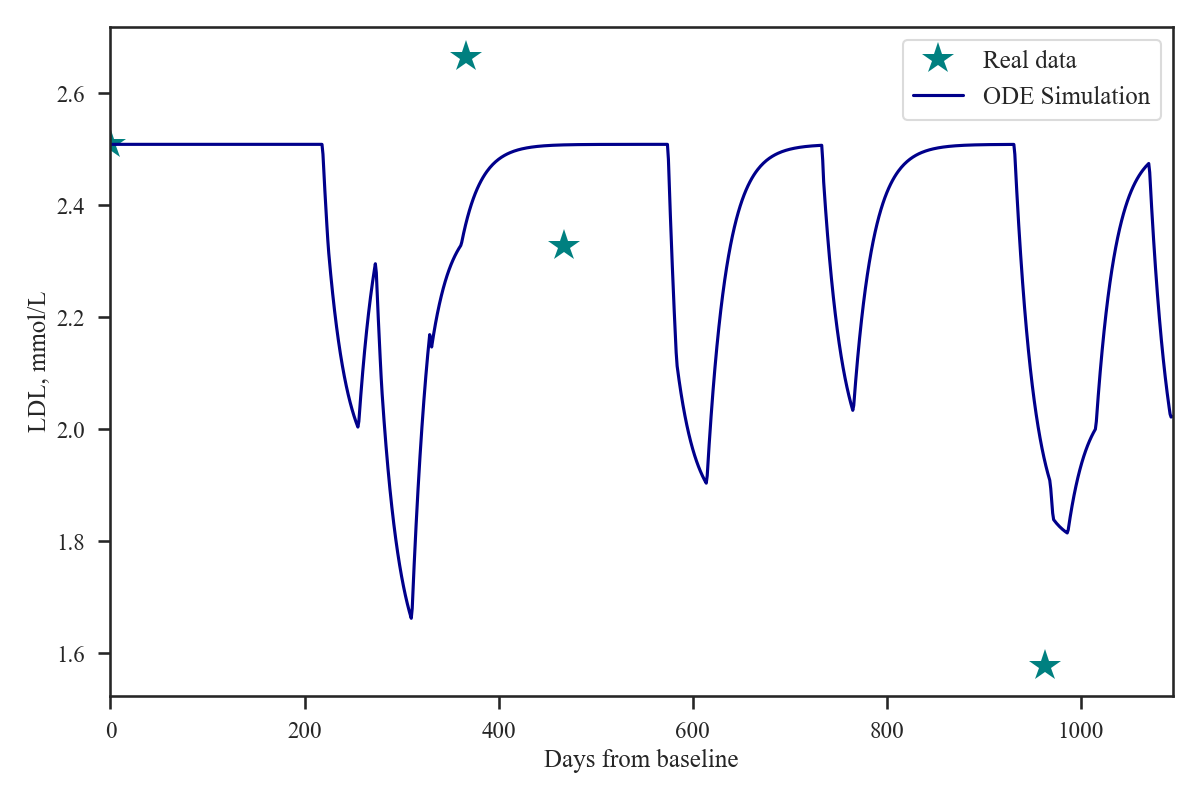 Real data
ODE Simulation
LDL, mmol/L
2.6
2.4
2.2
2.0
1.8
1.6
0 200 400 600 800 1000
Days from baseline